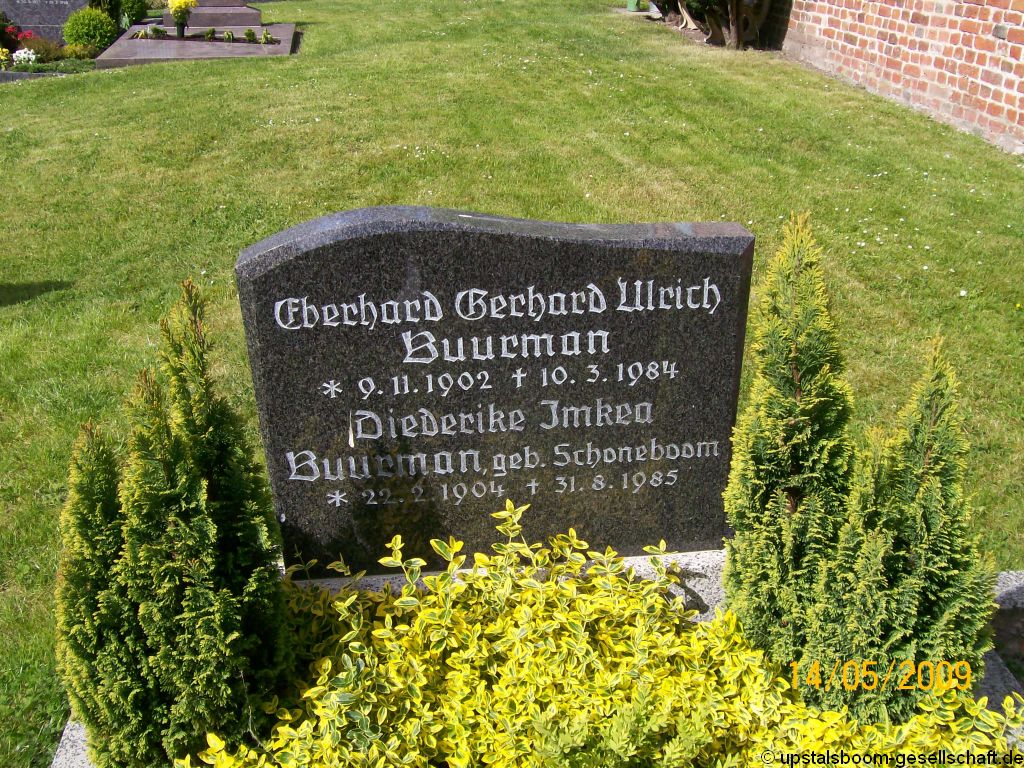 Eberhard Gerhard Ulrich
Buurman
* 9.11.1902 ✝ 10.3.1984
Diederike Imkea
Buurman, geb. Schoneboom
* 22.2.1904 ✝ 31.8.1985
14/05/2009
© upstalsboom-gesellschaft.de